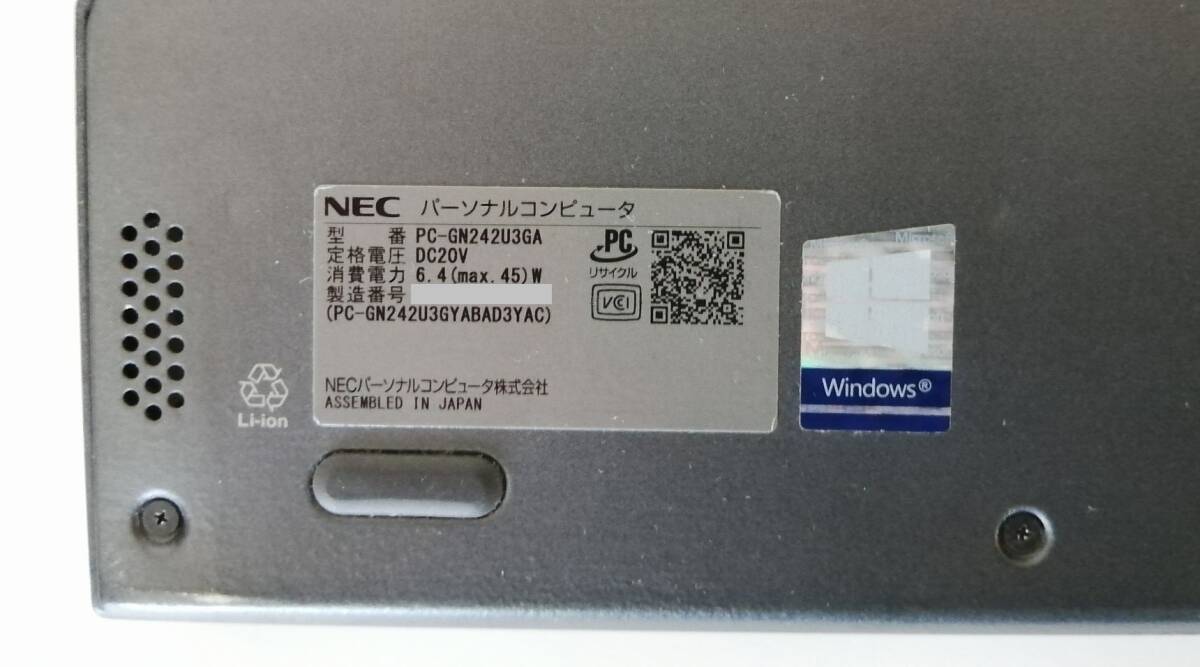 NEC パーソナルコンピュータ
型 番 PC-GN242U3GA
定格電圧 DC20V
消費電力 6.4(max.45)W
製造番号
(PC-GN242U3GYABAD3YAC)
PC
リサイクル
VCI
NECパーソナルコンピュータ株式会社
ASSEMBLED IN JAPAN
Li-ion
Windows®